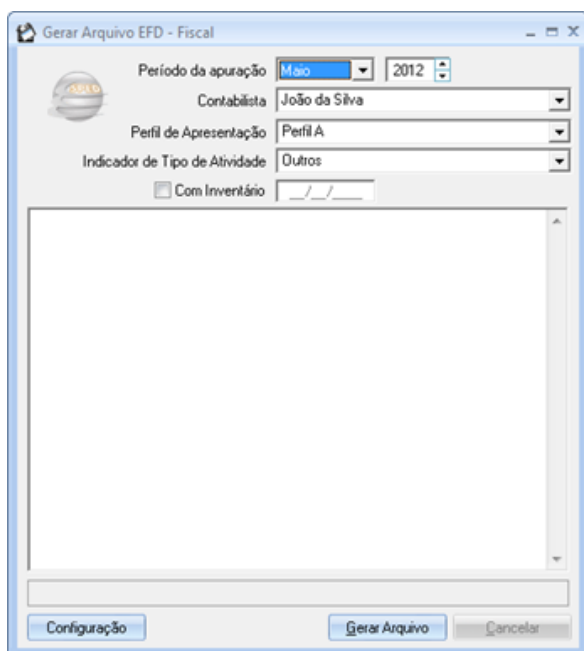 Gerar Arquivo EFD - Fiscal
Período da apuração Maio 2012
Contabilista João da Silva
Perfil de Apresentação Perfil A
Indicador de Tipo de Atividade Outros
Com Inventário __/__/____
Configuração Gerar Arquivo Cancelar